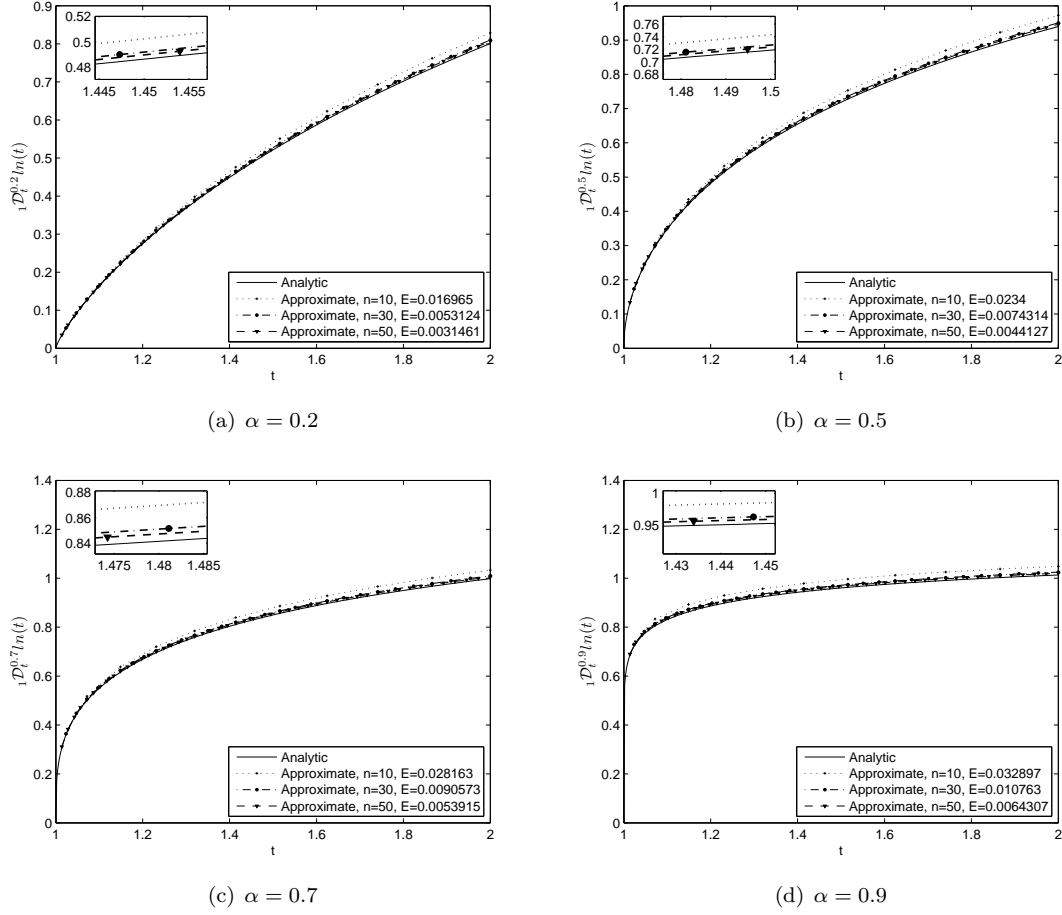 0.9
0.8
0.7
0.6
0.5
0.4
0.3
0.2
0.1
0
1 1.2 1.4 1.6 1.8 2
t
₁𝒟ₜ^0.2 ln(t)
0.52
0.5
0.48
1.445 1.45 1.455
Analytic
Approximate, n=10, E=0.016965
Approximate, n=30, E=0.0053124
Approximate, n=50, E=0.0031461
(a) α = 0.2
1
0.9
0.8
0.7
0.6
0.5
0.4
0.3
0.2
0.1
0
1 1.2 1.4 1.6 1.8 2
t
₁𝒟ₜ^0.5 ln(t)
0.76
0.74
0.72
0.7
0.68
1.48 1.49 1.5
Analytic
Approximate, n=10, E=0.0234
Approximate, n=30, E=0.0074314
Approximate, n=50, E=0.0044127
(b) α = 0.5
1.4
1.2
1
0.8
0.6
0.4
0.2
0
1 1.2 1.4 1.6 1.8 2
t
₁𝒟ₜ^0.7 ln(t)
0.88
0.86
0.84
1.475 1.481 1.485
Analytic
Approximate, n=10, E=0.028163
Approximate, n=30, E=0.0090573
Approximate, n=50, E=0.0053915
(c) α = 0.7
1.4
1.2
1
0.8
0.6
0.4
0.2
0
1 1.2 1.4 1.6 1.8 2
t
₁𝒟ₜ^0.9 ln(t)
1
0.95
1.43 1.44 1.45
Analytic
Approximate, n=10, E=0.032897
Approximate, n=30, E=0.010763
Approximate, n=50, E=0.0064307
(d) α = 0.9